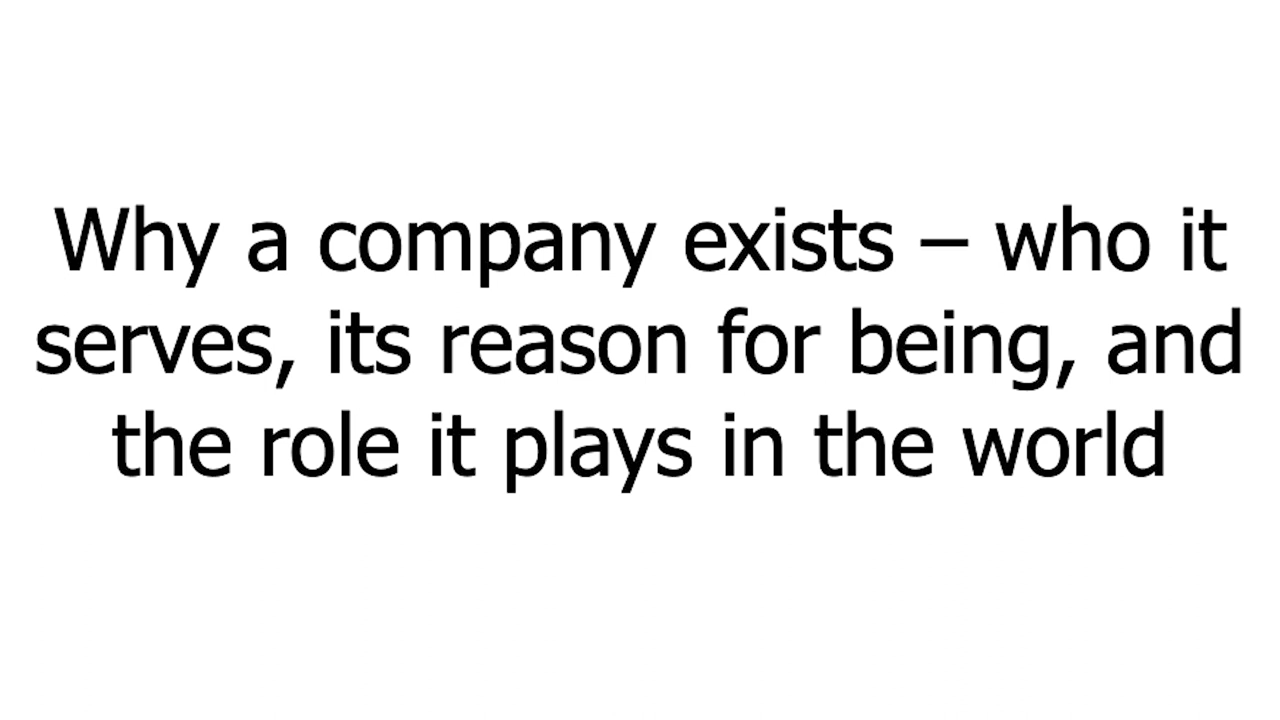 Why a company exists – who it
serves, its reason for being, and
the role it plays in the world